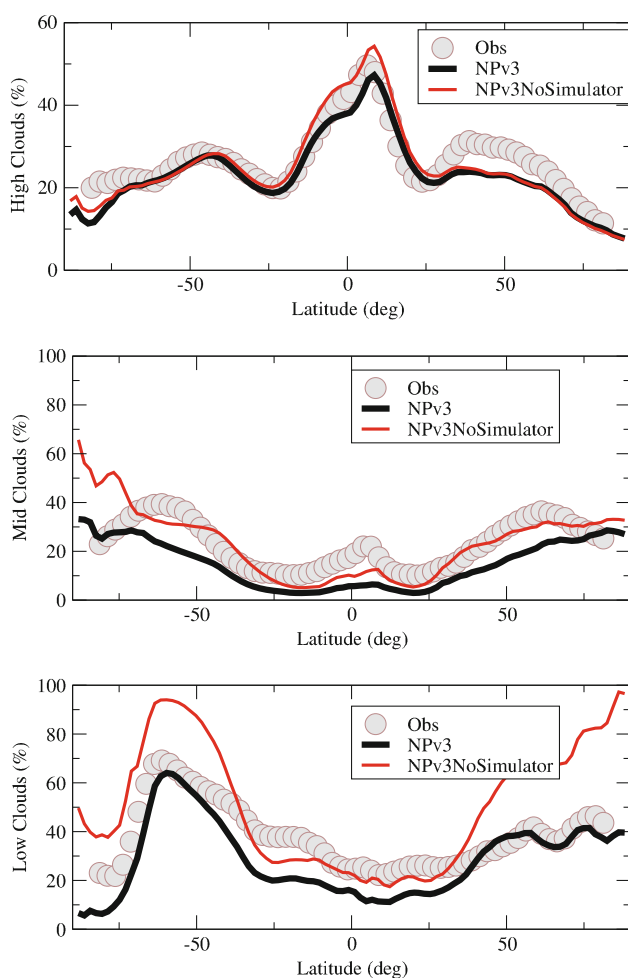 60
40
20
0
High Clouds (%)
Obs
NPv3
NPv3NoSimulator
-50
0
50
Latitude (deg)
100
80
60
40
20
0
Mid Clouds (%)
Obs
NPv3
NPv3NoSimulator
-50
0
50
Latitude (deg)
100
80
60
40
20
0
Low Clouds (%)
Obs
NPv3
NPv3NoSimulator
-50
0
50
Latitude (deg)